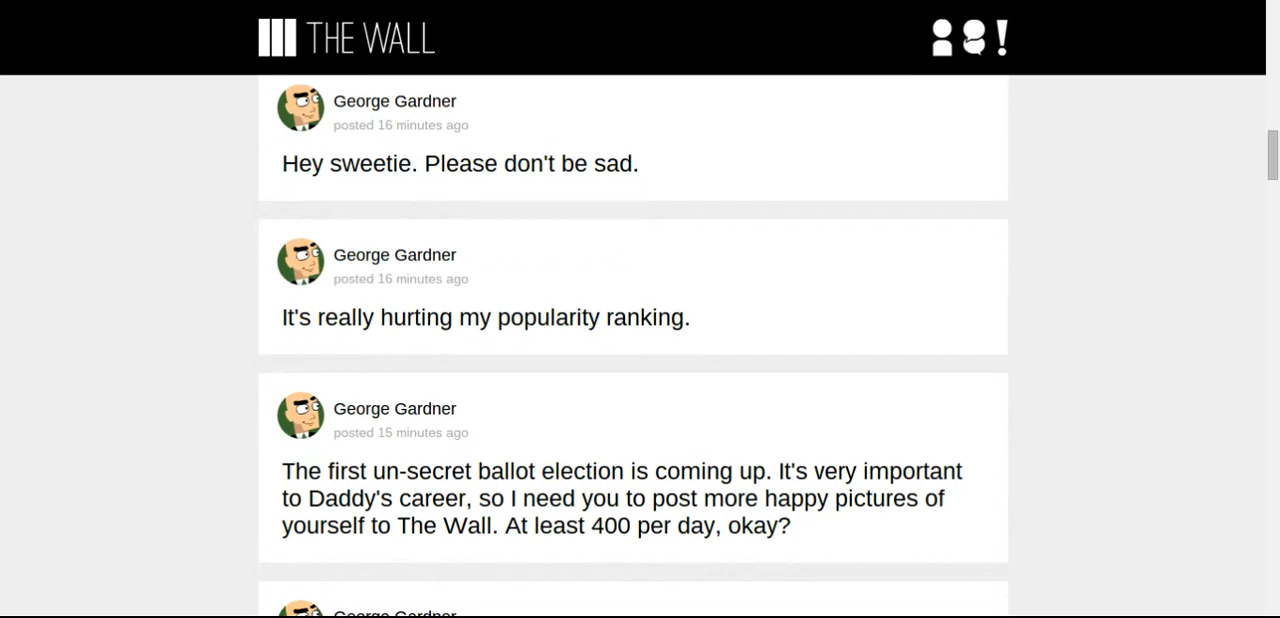 THE WALL
George Gardner
posted 16 minutes ago
Hey sweetie. Please don't be sad.
George Gardner
posted 16 minutes ago
It's really hurting my popularity ranking.
George Gardner
posted 15 minutes ago
The first un-secret ballot election is coming up. It's very important
to Daddy's career, so I need you to post more happy pictures of
yourself to The Wall. At least 400 per day, okay?
George Gardner